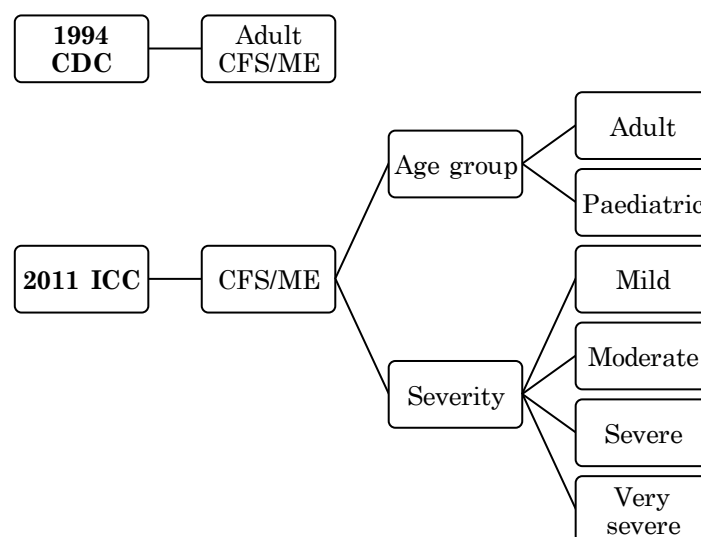 1994
CDC
Adult
CFS/ME
Adult
Age group
Paediatric
2011 ICC
CFS/ME
Mild
Moderate
Severity
Severe
Very
severe